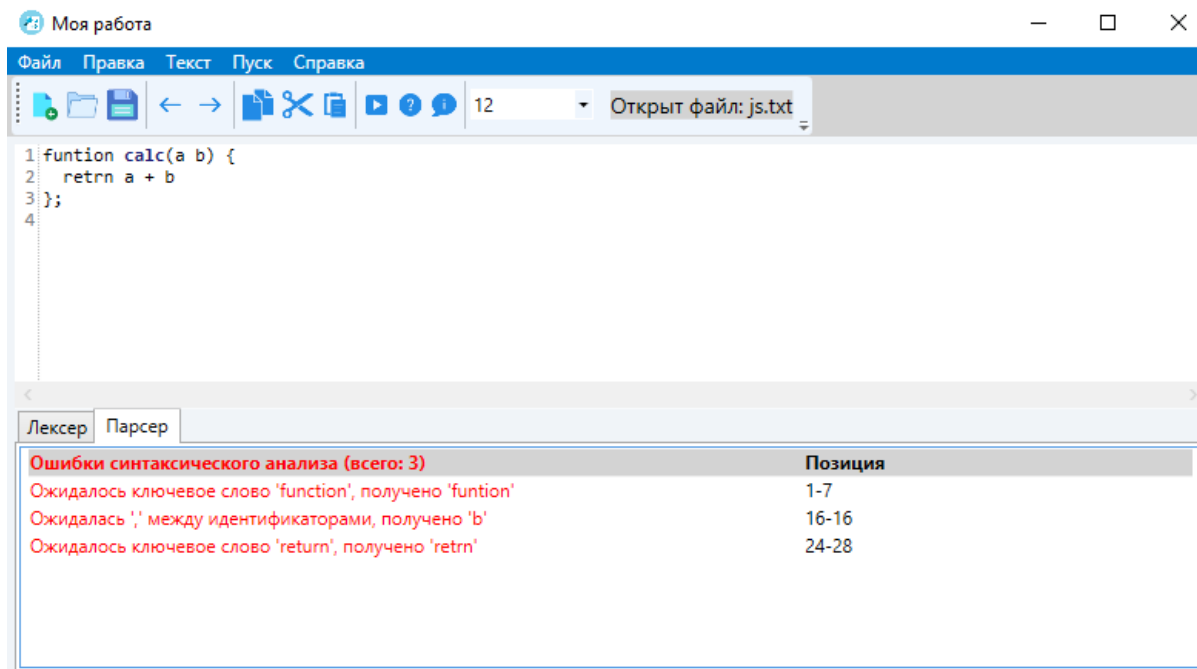 Моя работа
Файл Правка Текст Пуск Справка
12 Открыт файл: js.txt
1 funtion calc(a b) {
2 retrn a + b
3 };
4
Лексер Парсер
Ошибки синтаксического анализа (всего: 3) Позиция
Ожидалось ключевое слово 'function', получено 'funtion' 1-7
Ожидалась ',' между идентификаторами, получено 'b' 16-16
Ожидалось ключевое слово 'return', получено 'retrn' 24-28